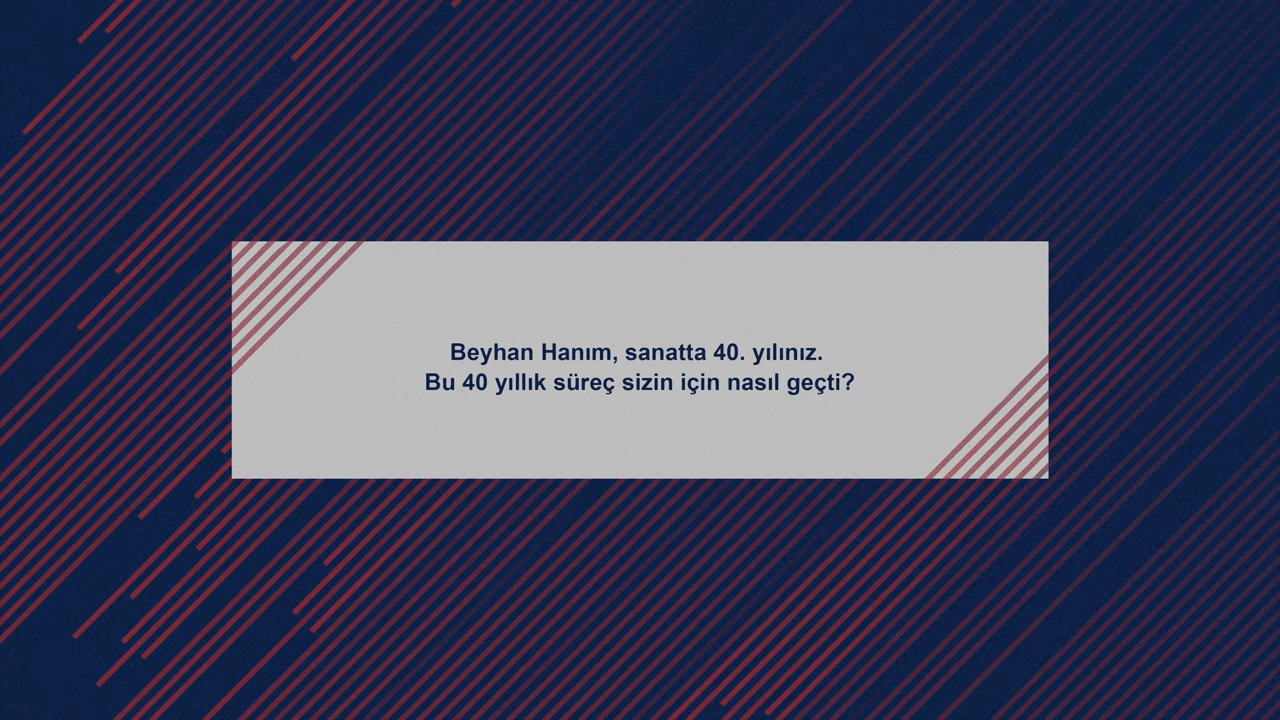 Beyhan Hanım, sanatta 40. yılınız.
Bu 40 yıllık süreç sizin için nasıl geçti?